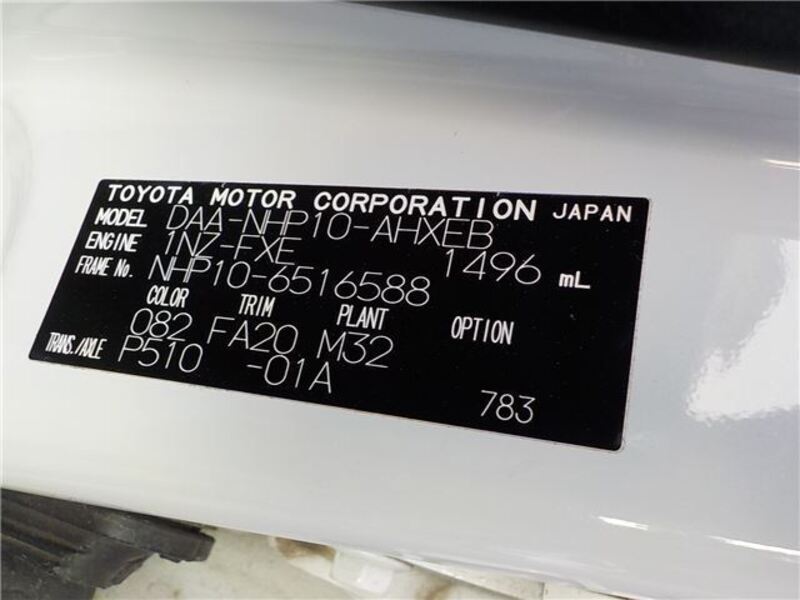 TOYOTA MOTOR CORPORATION JAPAN
MODEL DAA-NHP10-AHXEB
ENGINE 1NZ-FXE 1496 mL
FRAME No. NHP10-6516588
COLOR TRIM PLANT OPTION
082 FA20 M32
TRANS./AXLE P510 -01A
783